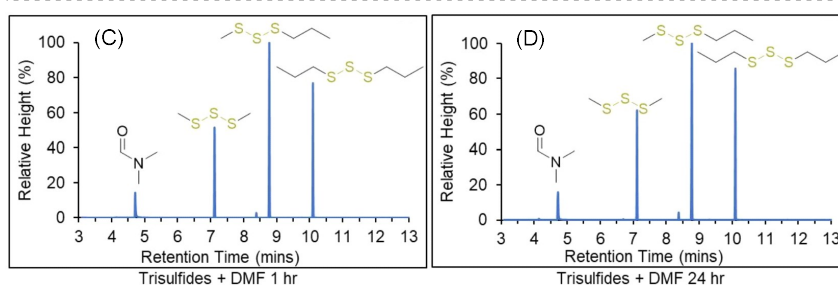 (C)
S S S
S S S
S S S
O
N
Relative Height (%)
100
80
60
40
20
0
3 4 5 6 7 8 9 10 11 12 13
Retention Time (mins)
Trisulfides + DMF 1 hr
(D)
S S S
S S S
S S S
O
N
Relative Height (%)
100
80
60
40
20
0
3 4 5 6 7 8 9 10 11 12 13
Retention Time (mins)
Trisulfides + DMF 24 hr